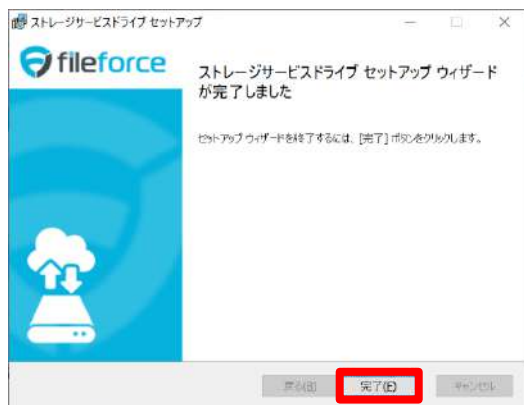 ストレージサービスドライブ セットアップ
fileforce
ストレージサービスドライブ セットアップ ウィザード
が完了しました
セットアップ ウィザードを終了するには、[完了] ボタンをクリックします。
戻る(B)
完了(F)
キャンセル